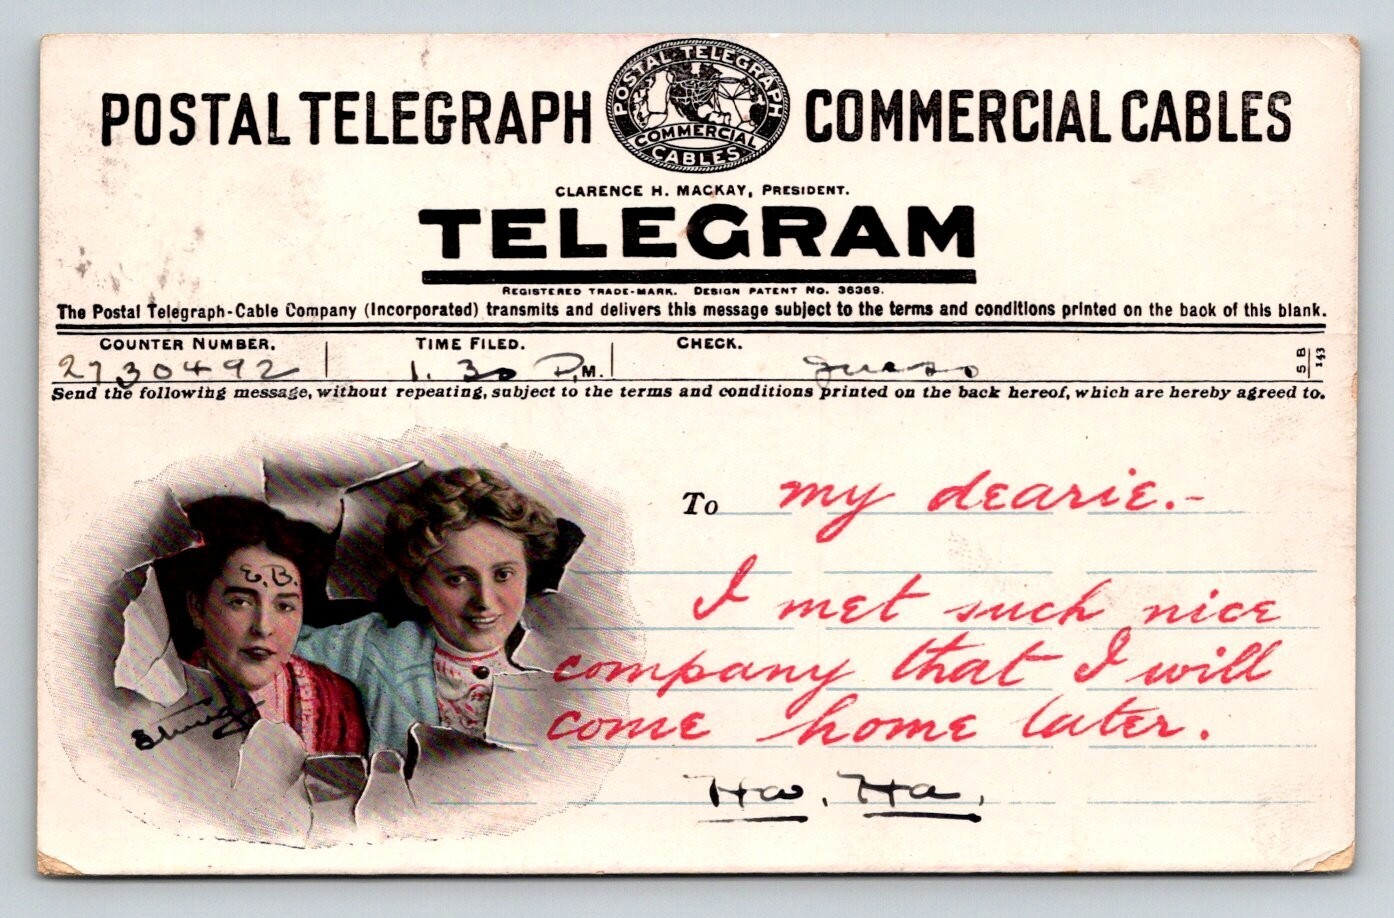 POSTAL TELEGRAPH COMMERCIAL CABLES
POSTAL TELEGRAPH
COMMERCIAL
CABLES
CLARENCE H. MACKAY, PRESIDENT.
TELEGRAM
REGISTERED TRADE-MARK. DESIGN PATENT No. 36369.
The Postal Telegraph-Cable Company (Incorporated) transmits and delivers this message subject to the terms and conditions printed on the back of this blank.
COUNTER NUMBER. TIME FILED. CHECK.
2730492 1.30 P.M. guess
5B 143
Send the following message, without repeating, subject to the terms and conditions printed on the back hereof, which are hereby agreed to.
To my dearie.-
E.B.
I met such nice
company that I will
come home later.
Ha. Ha.